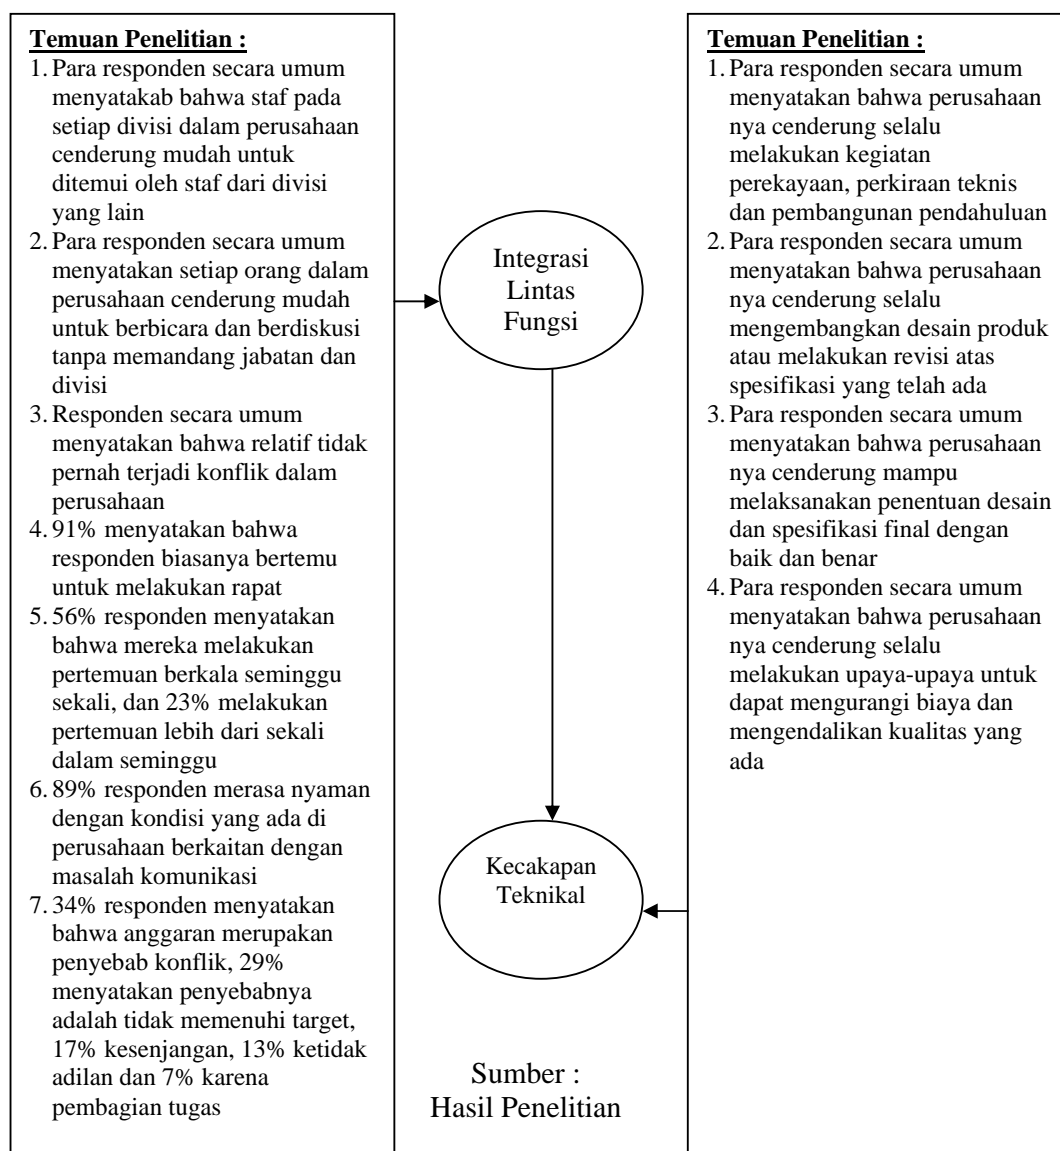 Temuan Penelitian :
1. Para responden secara umum
menyatakab bahwa staf pada
setiap divisi dalam perusahaan
cenderung mudah untuk
ditemui oleh staf dari divisi
yang lain
2. Para responden secara umum
menyatakan setiap orang dalam
perusahaan cenderung mudah
untuk berbicara dan berdiskusi
tanpa memandang jabatan dan
divisi
3. Responden secara umum
menyatakan bahwa relatif tidak
pernah terjadi konflik dalam
perusahaan
4. 91% menyatakan bahwa
responden biasanya bertemu
untuk melakukan rapat
5. 56% responden menyatakan
bahwa mereka melakukan
pertemuan berkala seminggu
sekali, dan 23% melakukan
pertemuan lebih dari sekali
dalam seminggu
6. 89% responden merasa nyaman
dengan kondisi yang ada di
perusahaan berkaitan dengan
masalah komunikasi
7. 34% responden menyatakan
bahwa anggaran merupakan
penyebab konflik, 29%
menyatakan penyebabnya
adalah tidak memenuhi target,
17% kesenjangan, 13% ketidak
adilan dan 7% karena
pembagian tugas
Integrasi
Lintas
Fungsi
Kecakapan
Teknikal
Sumber :
Hasil Penelitian
Temuan Penelitian :
1. Para responden secara umum
menyatakan bahwa perusahaan
nya cenderung selalu
melakukan kegiatan
perekayaan, perkiraan teknis
dan pembangunan pendahuluan
2. Para responden secara umum
menyatakan bahwa perusahaan
nya cenderung selalu
mengembangkan desain produk
atau melakukan revisi atas
spesifikasi yang telah ada
3. Para responden secara umum
menyatakan bahwa perusahaan
nya cenderung mampu
melaksanakan penentuan desain
dan spesifikasi final dengan
baik dan benar
4. Para responden secara umum
menyatakan bahwa perusahaan
nya cenderung selalu
melakukan upaya-upaya untuk
dapat mengurangi biaya dan
mengendalikan kualitas yang
ada